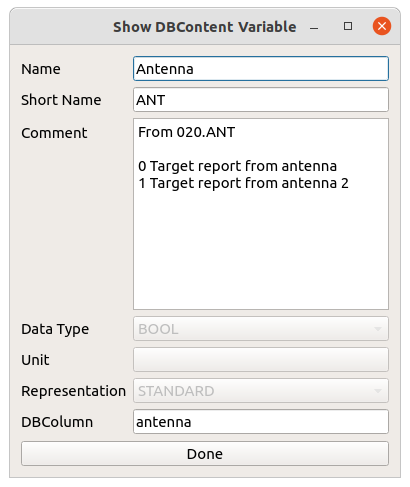 Show DBContent Variable
Name Antenna
Short Name ANT
Comment From 020.ANT
0 Target report from antenna
1 Target report from antenna 2
Data Type BOOL
Unit
Representation STANDARD
DBColumn antenna
Done